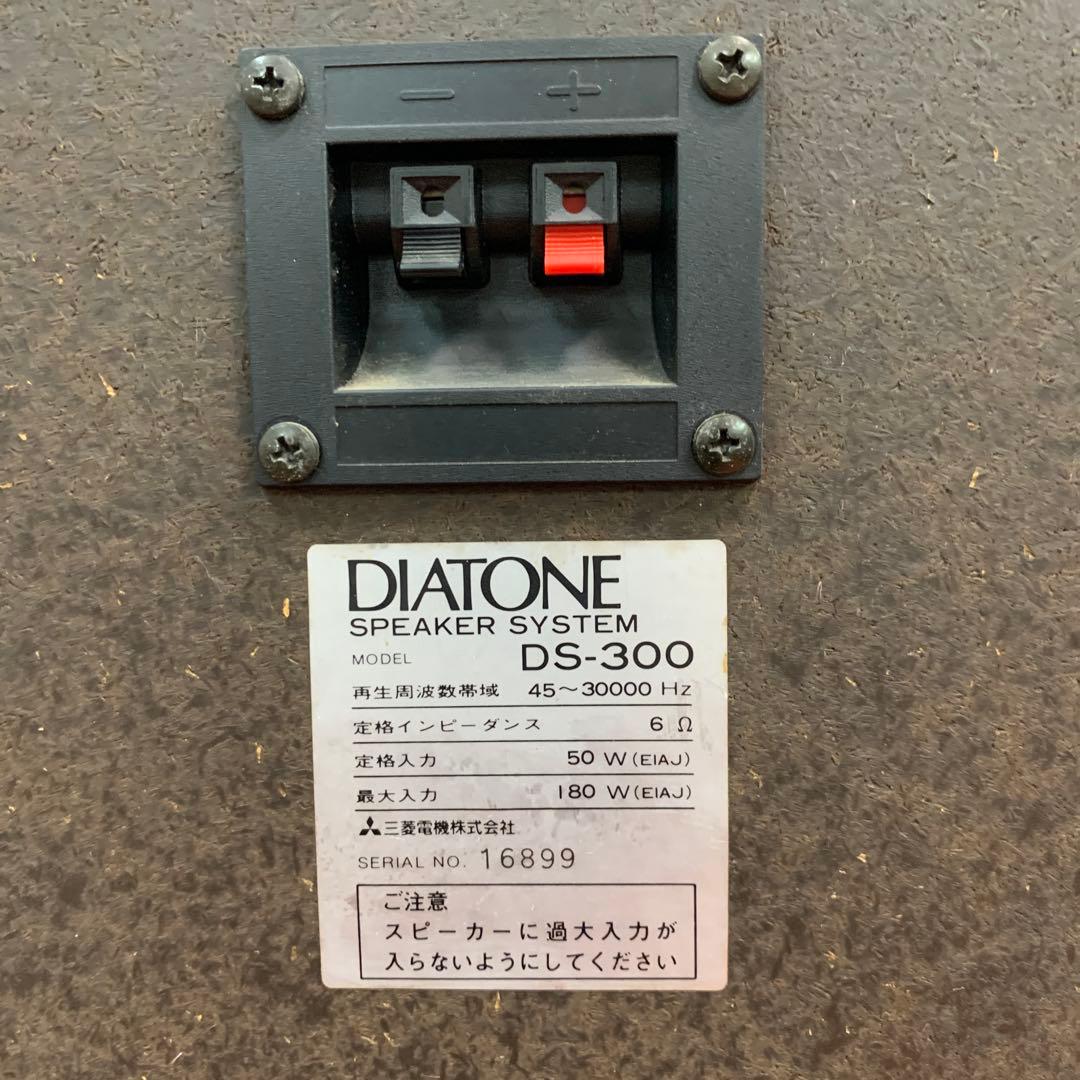 − +
DIATONE
SPEAKER SYSTEM
MODEL DS-300
再生周波数帯域 45〜30000 Hz
定格インピーダンス 6 Ω
定格入力 50 W (EIAJ)
最大入力 180 W (EIAJ)
三菱電機株式会社
SERIAL NO. 16899
ご注意
スピーカーに過大入力が
入らないようにしてください